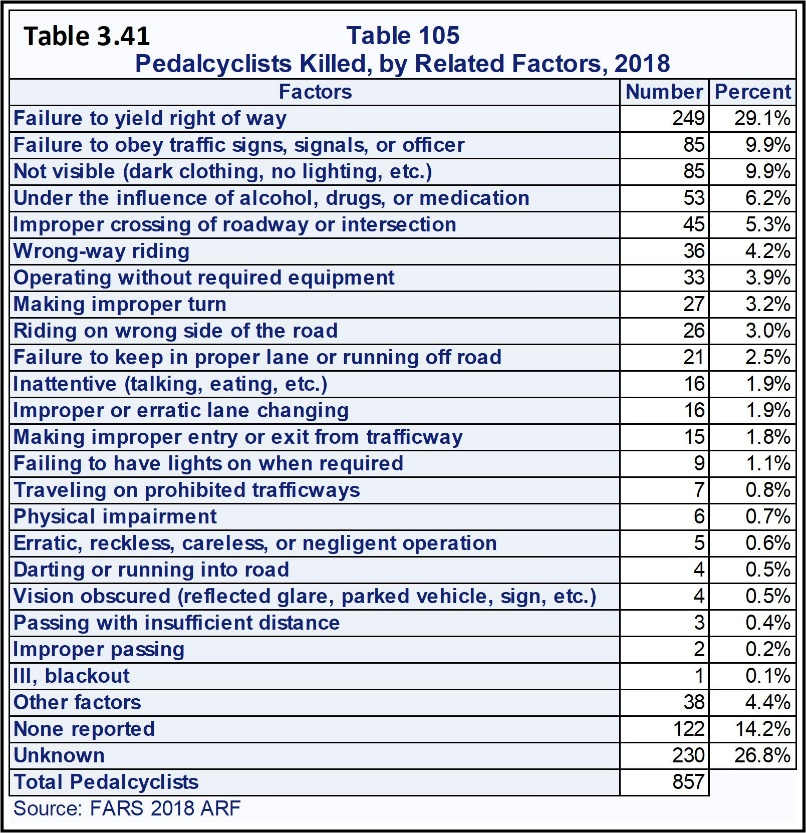 Table 3.41 Table 105
Pedalcyclists Killed, by Related Factors, 2018
Factors Number Percent
Failure to yield right of way 249 29.1%
Failure to obey traffic signs, signals, or officer 85 9.9%
Not visible (dark clothing, no lighting, etc.) 85 9.9%
Under the influence of alcohol, drugs, or medication 53 6.2%
Improper crossing of roadway or intersection 45 5.3%
Wrong-way riding 36 4.2%
Operating without required equipment 33 3.9%
Making improper turn 27 3.2%
Riding on wrong side of the road 26 3.0%
Failure to keep in proper lane or running off road 21 2.5%
Inattentive (talking, eating, etc.) 16 1.9%
Improper or erratic lane changing 16 1.9%
Making improper entry or exit from trafficway 15 1.8%
Failing to have lights on when required 9 1.1%
Traveling on prohibited trafficways 7 0.8%
Physical impairment 6 0.7%
Erratic, reckless, careless, or negligent operation 5 0.6%
Darting or running into road 4 0.5%
Vision obscured (reflected glare, parked vehicle, sign, etc.) 4 0.5%
Passing with insufficient distance 3 0.4%
Improper passing 2 0.2%
Ill, blackout 1 0.1%
Other factors 38 4.4%
None reported 122 14.2%
Unknown 230 26.8%
Total Pedalcyclists 857
Source: FARS 2018 ARF